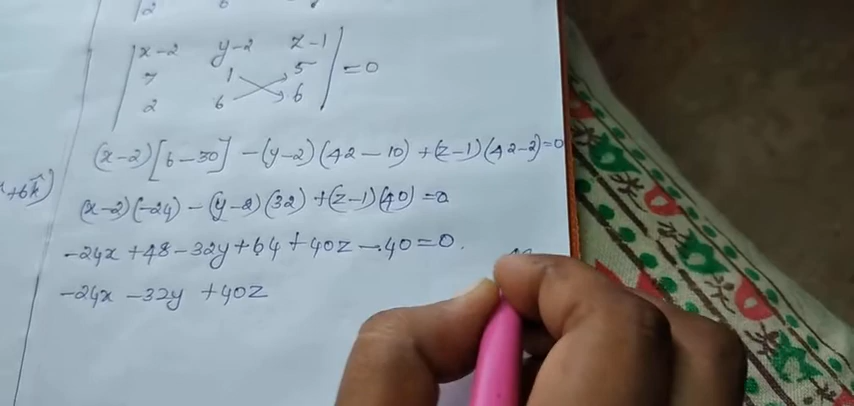 |x-2 y-2 z-1|
|7 1 5| =0
|2 6 6|
(x-2)[6-30] -(y-2)(42-10) +(z-1)(42-2)=0
+6k̂)
(x-2)(-24) -(y-2)(32) +(z-1)(40) =0
-24x +48-32y+64+40z-40=0.
-24x -32y +40z